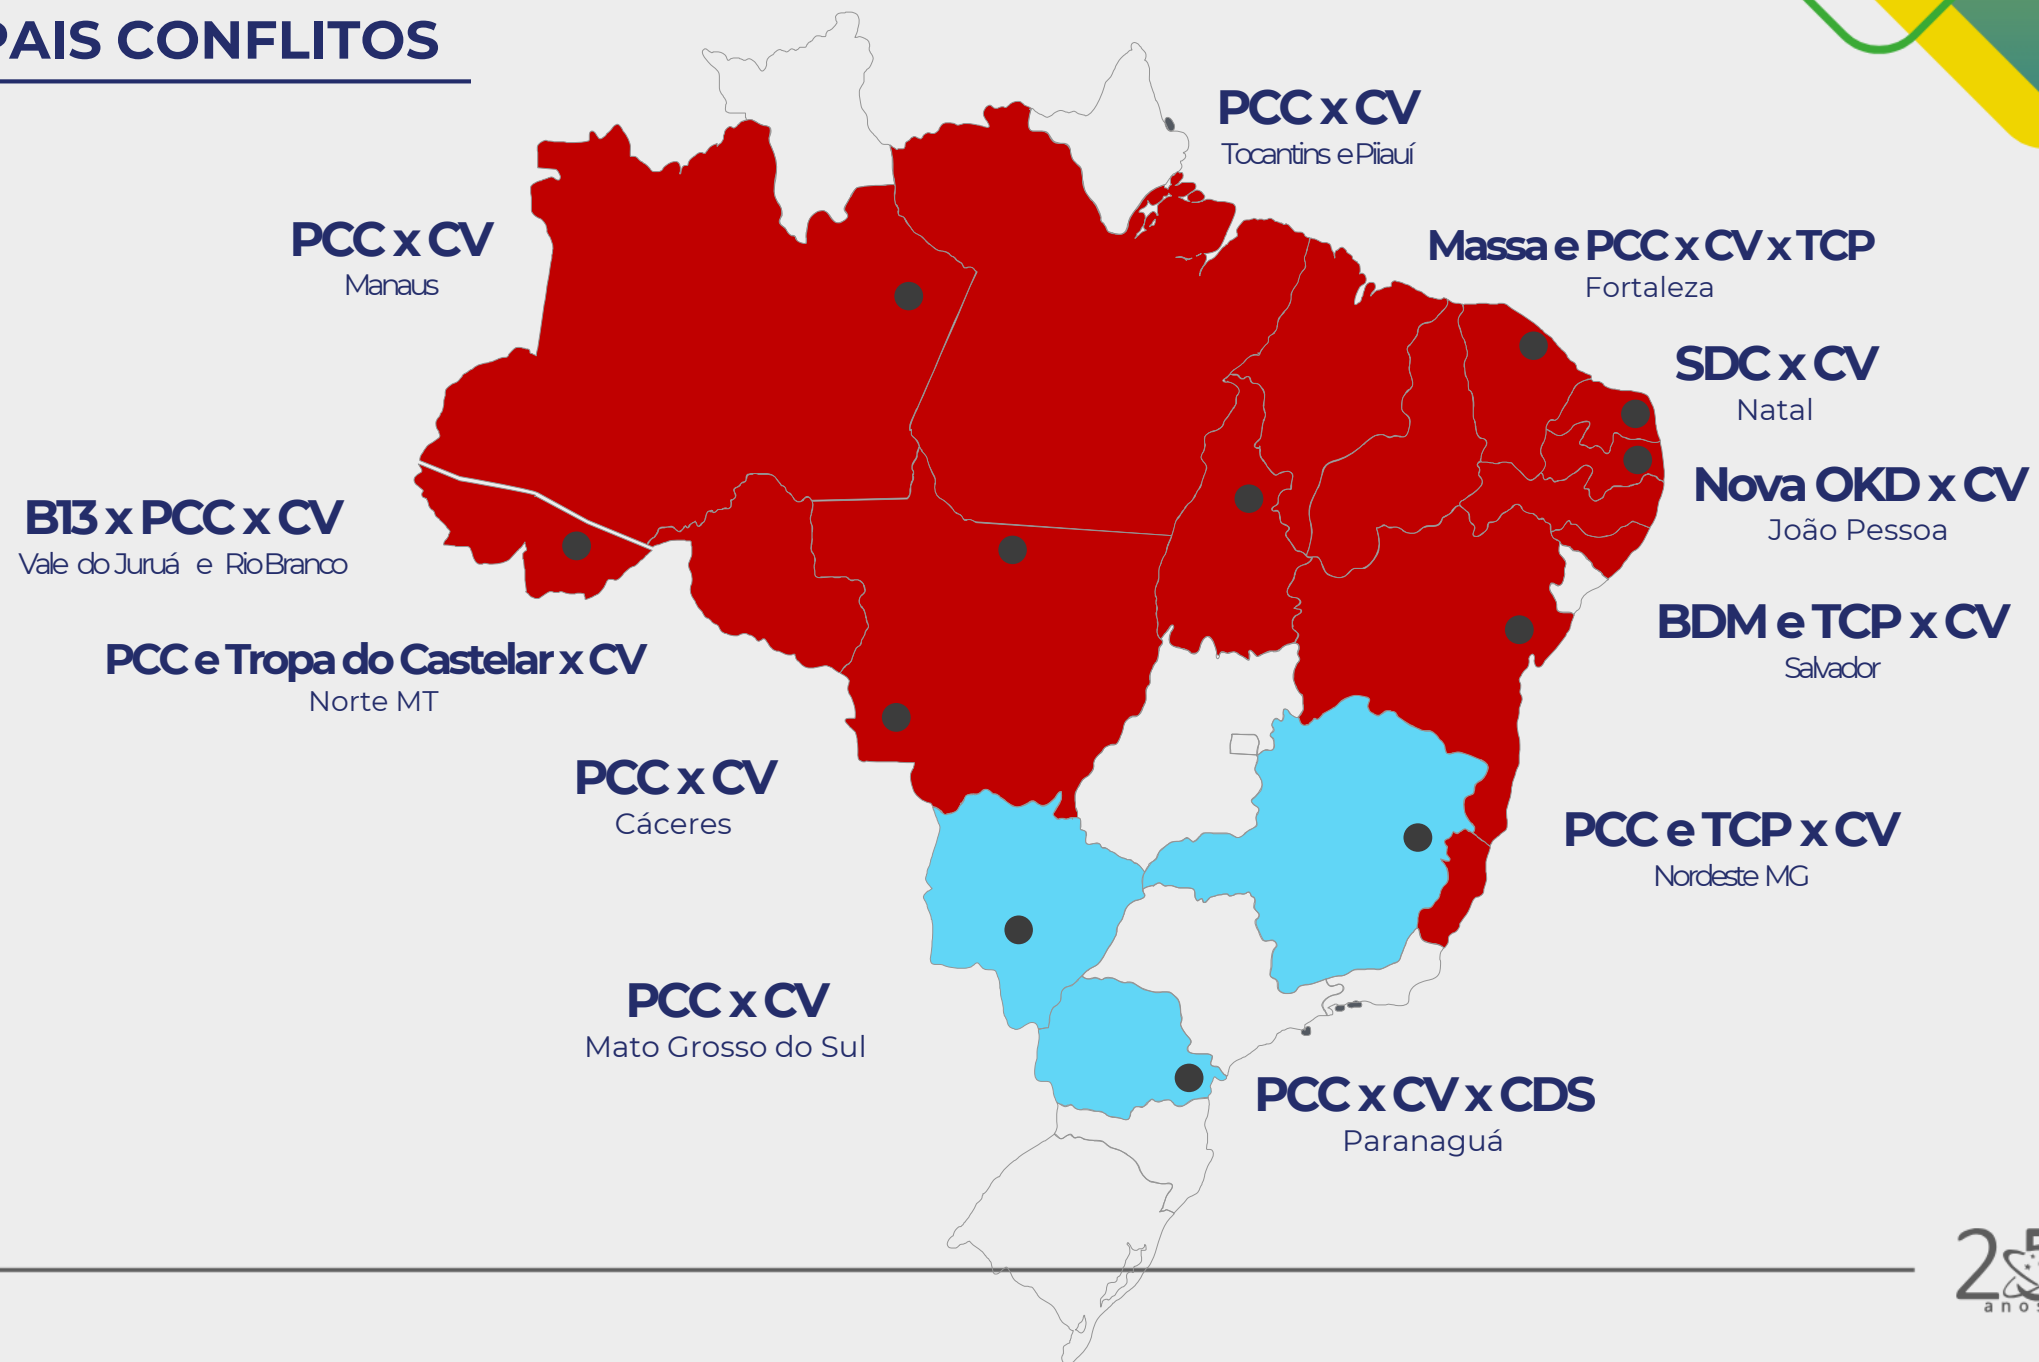 PAIS CONFLITOS
PCC x CV
Tocantins e Piiauí
PCC x CV
Manaus
Massa e PCC x CV x TCP
Fortaleza
SDC x CV
Natal
Nova OKD x CV
João Pessoa
B13 x PCC x CV
Vale do Juruá e Rio Branco
BDM e TCP x CV
Salvador
PCC e Tropa do Castelar x CV
Norte MT
PCC x CV
Cáceres
PCC e TCP x CV
Nordeste MG
PCC x CV
Mato Grosso do Sul
PCC x CV x CDS
Paranaguá
25
anos